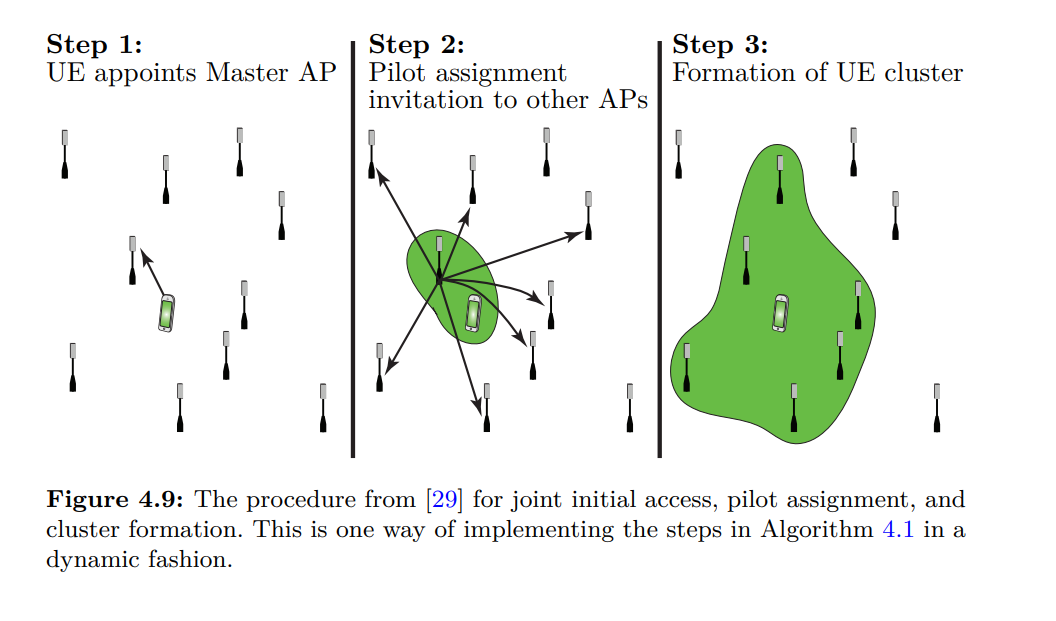 Step 1:
UE appoints Master AP
Step 2:
Pilot assignment
invitation to other APs
Step 3:
Formation of UE cluster
Figure 4.9: The procedure from [29] for joint initial access, pilot assignment, and
cluster formation. This is one way of implementing the steps in Algorithm 4.1 in a
dynamic fashion.